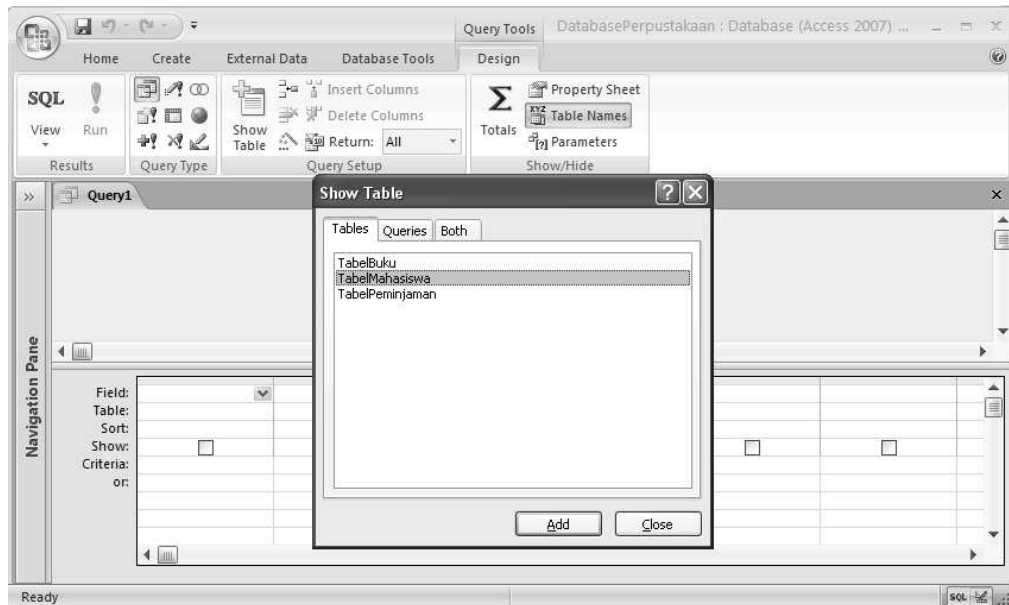 Query Tools
DatabasePerpustakaan : Database (Access 2007) ...
Home Create External Data Database Tools Design
SQL
View
Run
Results
Query Type
Show
Table
Insert Columns
Delete Columns
Return: All
Query Setup
Σ
Totals
Property Sheet
XYZ
Table Names
[?] Parameters
Show/Hide
Query1
Navigation Pane
Show Table
Tables Queries Both
TabelBuku
TabelMahasiswa
TabelPeminjaman
Add Close
Field:
Table:
Sort:
Show:
Criteria:
or:
Ready
SQL